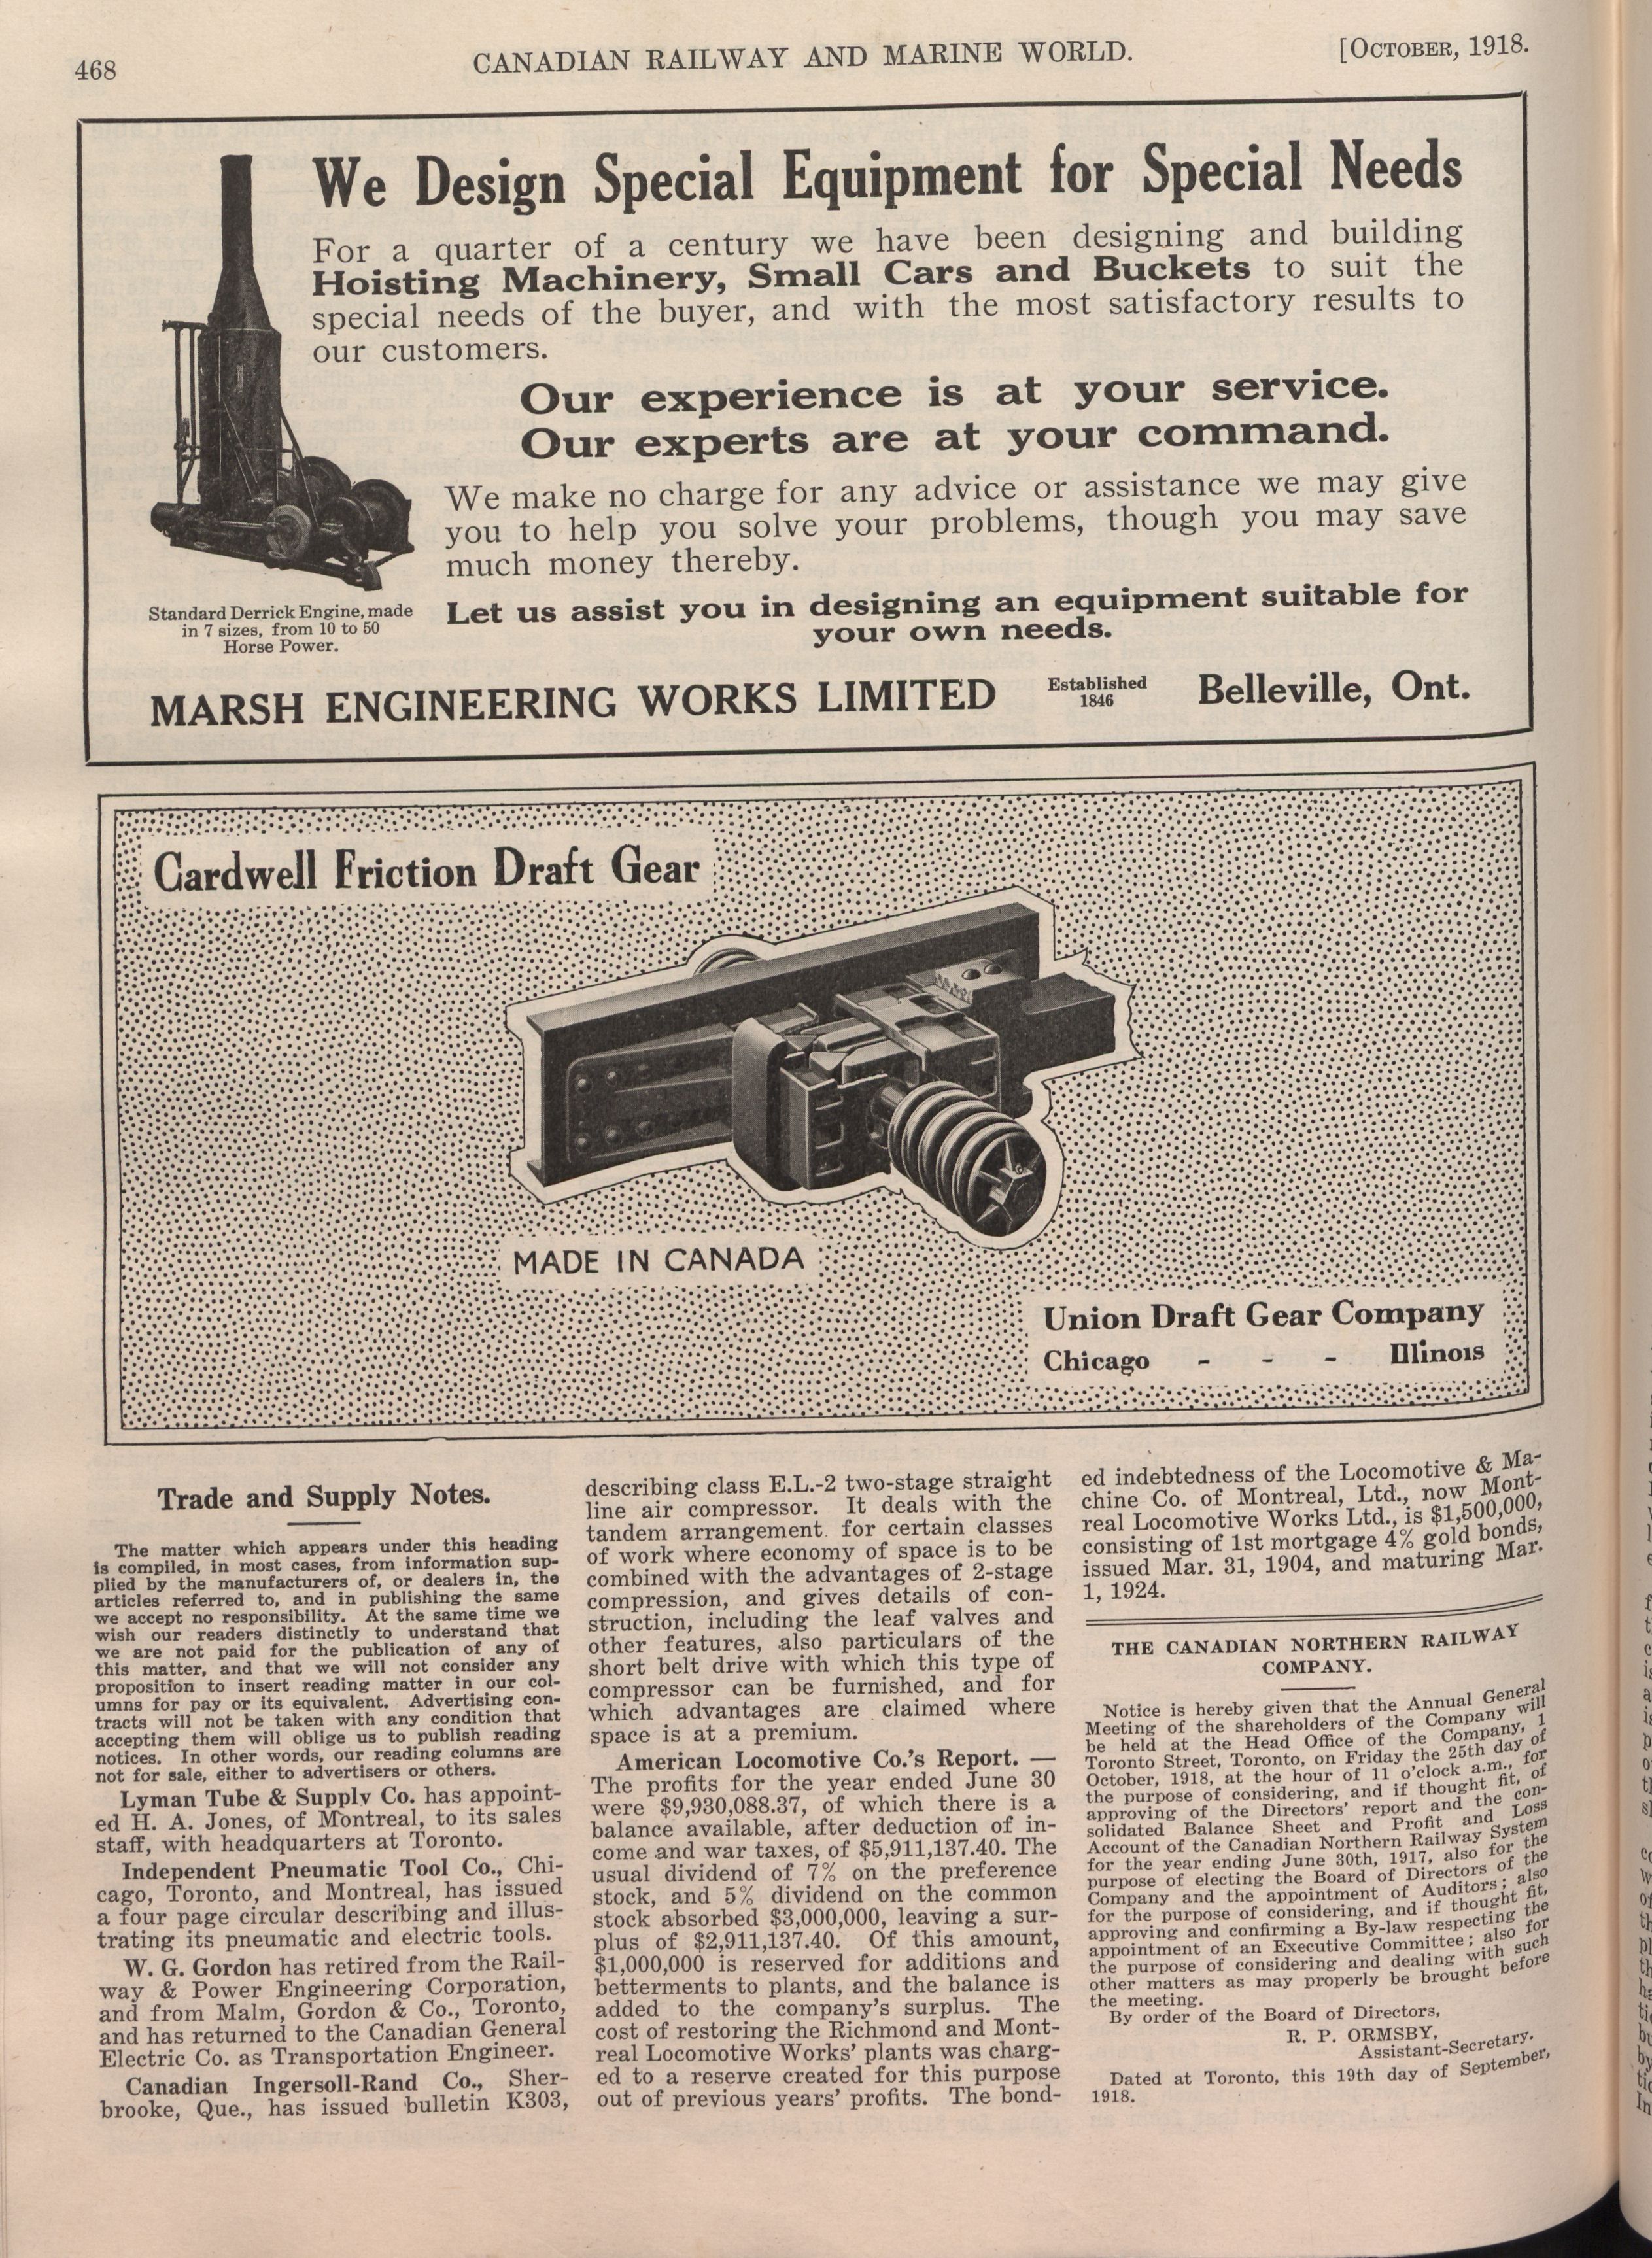 468
CANADIAN RAILWAY AND MARINE WORLD.
[OCTOBER, 1918.
We Design Special Equipment for Special Needs
For a quarter of a century we have been designing and building
Hoisting Machinery, Small Cars and Buckets to suit the
special needs of the buyer, and with the most satisfactory results to
our customers.
Our experience is at your service.
Our experts are at your command.
We make no charge for any advice or assistance we may give
you to help you solve your problems, though you may save
much money thereby.
Standard Derrick Engine, made
in 7 sizes, from 10 to 50
Horse Power.
Let us assist you in designing an equipment suitable for
your own needs.
MARSH ENGINEERING WORKS LIMITED
Established
1846
Belleville, Ont.
Cardwell Friction Draft Gear
MADE IN CANADA
Union Draft Gear Company
Chicago - - - Illinois
Trade and Supply Notes.
The matter which appears under this heading
is compiled, in most cases, from information sup-
plied by the manufacturers of, or dealers in, the
articles referred to, and in publishing the same
we accept no responsibility. At the same time we
wish our readers distinctly to understand that
we are not paid for the publication of any of
this matter, and that we will not consider any
proposition to insert reading matter in our col-
umns for pay or its equivalent. Advertising con-
tracts will not be taken with any condition that
accepting them will oblige us to publish reading
notices. In other words, our reading columns are
not for sale, either to advertisers or others.
Lyman Tube & Supply Co. has appoint-
ed H. A. Jones, of Montreal, to its sales
staff, with headquarters at Toronto.
Independent Pneumatic Tool Co., Chi-
cago, Toronto, and Montreal, has issued
a four page circular describing and illus-
trating its pneumatic and electric tools.
W. G. Gordon has retired from the Rail-
way & Power Engineering Corporation,
and from Malm, Gordon & Co., Toronto,
and has returned to the Canadian General
Electric Co. as Transportation Engineer.
Canadian Ingersoll-Rand Co., Sher-
brooke, Que., has issued bulletin K303,
describing class E.L.-2 two-stage straight
line air compressor. It deals with the
tandem arrangement for certain classes
of work where economy of space is to be
combined with the advantages of 2-stage
compression, and gives details of con-
struction, including the leaf valves and
other features, also particulars of the
short belt drive with which this type of
compressor can be furnished, and for
which advantages are claimed where
space is at a premium.
American Locomotive Co.'s Report. —
The profits for the year ended June 30
were $9,930,088.37, of which there is a
balance available, after deduction of in-
come and war taxes, of $5,911,137.40. The
usual dividend of 7% on the preference
stock, and 5% dividend on the common
stock absorbed $3,000,000, leaving a sur-
plus of $2,911,137.40. Of this amount,
$1,000,000 is reserved for additions and
betterments to plants, and the balance is
added to the company's surplus. The
cost of restoring the Richmond and Mont-
real Locomotive Works' plants was charg-
ed to a reserve created for this purpose
out of previous years' profits. The bond-
ed indebtedness of the Locomotive & Ma-
chine Co. of Montreal, Ltd., now Mont-
real Locomotive Works Ltd., is $1,500,000,
consisting of 1st mortgage 4% gold bonds,
issued Mar. 31, 1904, and maturing Mar.
1, 1924.
THE CANADIAN NORTHERN RAILWAY
COMPANY.
Notice is hereby given that the Annual General
Meeting of the shareholders of the Company will
be held at the Head Office of the Company, 1
Toronto Street, Toronto, on Friday the 25th day of
October, 1918, at the hour of 11 o'clock a.m., for
the purpose of considering, and if thought fit, of
approving of the Directors' report and the con-
solidated Balance Sheet and Profit and Loss
Account of the Canadian Northern Railway System
for the year ending June 30th, 1917, also for the
purpose of electing the Board of Directors of the
Company and the appointment of Auditors; also
for the purpose of considering, and if thought fit,
approving and confirming a By-law respecting the
appointment of an Executive Committee; also for
the purpose of considering and dealing with such
other matters as may properly be brought before
the meeting.
By order of the Board of Directors,
R. P. ORMSBY,
Assistant-Secretary.
Dated at Toronto, this 19th day of September,
1918.